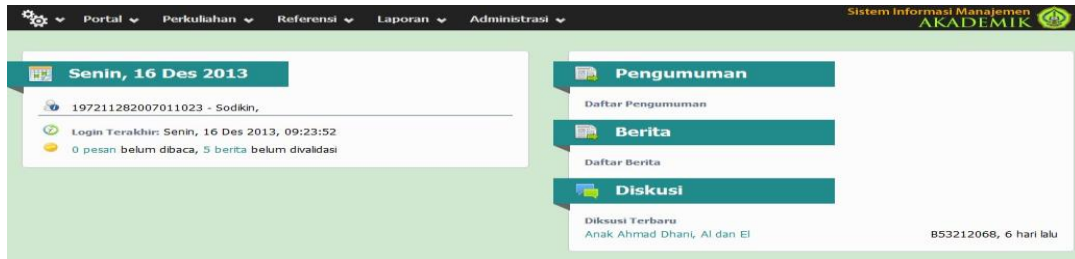 Portal Perkuliahan Referensi Laporan Administrasi
Sistem Informasi Manajemen
AKADEMIK
Senin, 16 Des 2013
197211282007011023 - Sodikin,
Login Terakhir: Senin, 16 Des 2013, 09:23:52
0 pesan belum dibaca, 5 berita belum divalidasi
Pengumuman
Daftar Pengumuman
Berita
Daftar Berita
Diskusi
Diksusi Terbaru
Anak Ahmad Dhani, Al dan El B53212068, 6 hari lalu